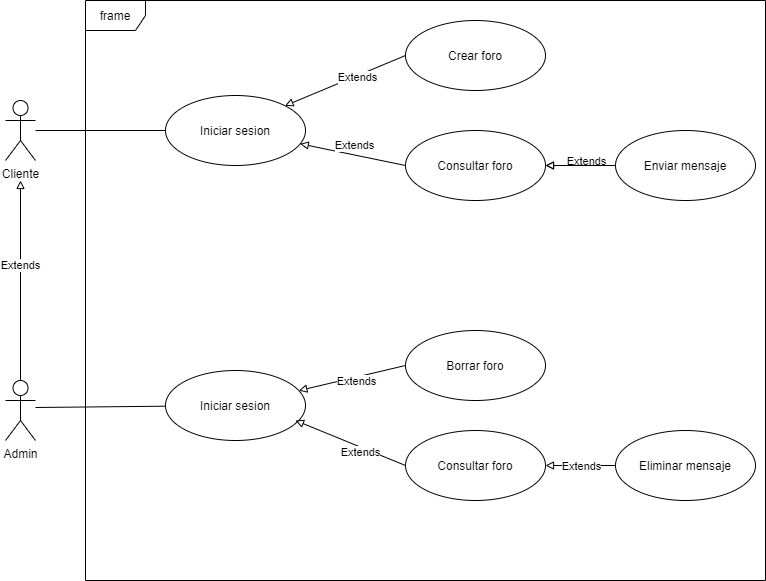 frame
Crear foro
Extends
Iniciar sesion
Extends
Consultar foro
Extends
Enviar mensaje
Cliente
Extends
Borrar foro
Extends
Iniciar sesion
Extends
Consultar foro
Extends
Eliminar mensaje
Admin